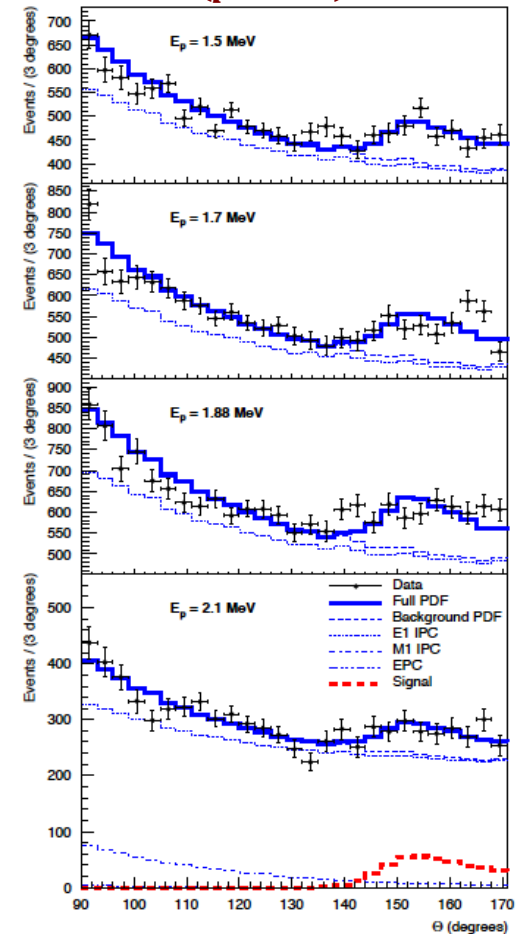 E_p = 1.5 MeV
Events / (3 degrees)
700
650
600
550
500
450
400
E_p = 1.7 MeV
Events / (3 degrees)
850
800
750
700
650
600
550
500
450
E_p = 1.88 MeV
Events / (3 degrees)
900
850
800
750
700
650
600
550
500
E_p = 2.1 MeV
Events / (3 degrees)
500
400
300
200
100
0
Data
Full PDF
Background PDF
E1 IPC
M1 IPC
EPC
Signal
90 100 110 120 130 140 150 160 170
Θ (degrees)